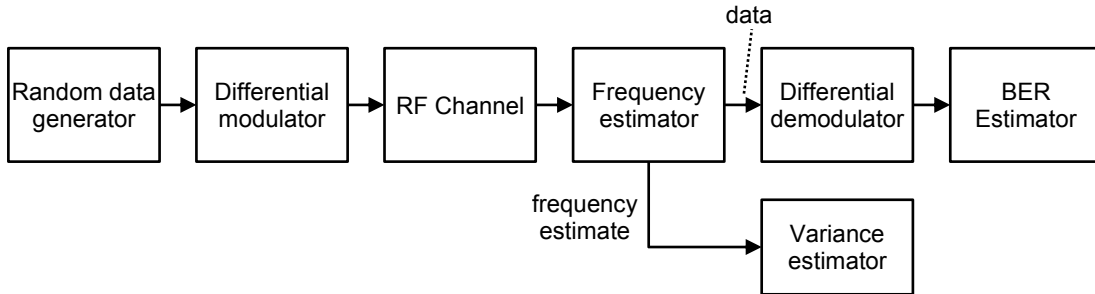 data
Random data
generator
Differential
modulator
RF Channel
Frequency
estimator
Differential
demodulator
BER
Estimator
frequency
estimate
Variance
estimator